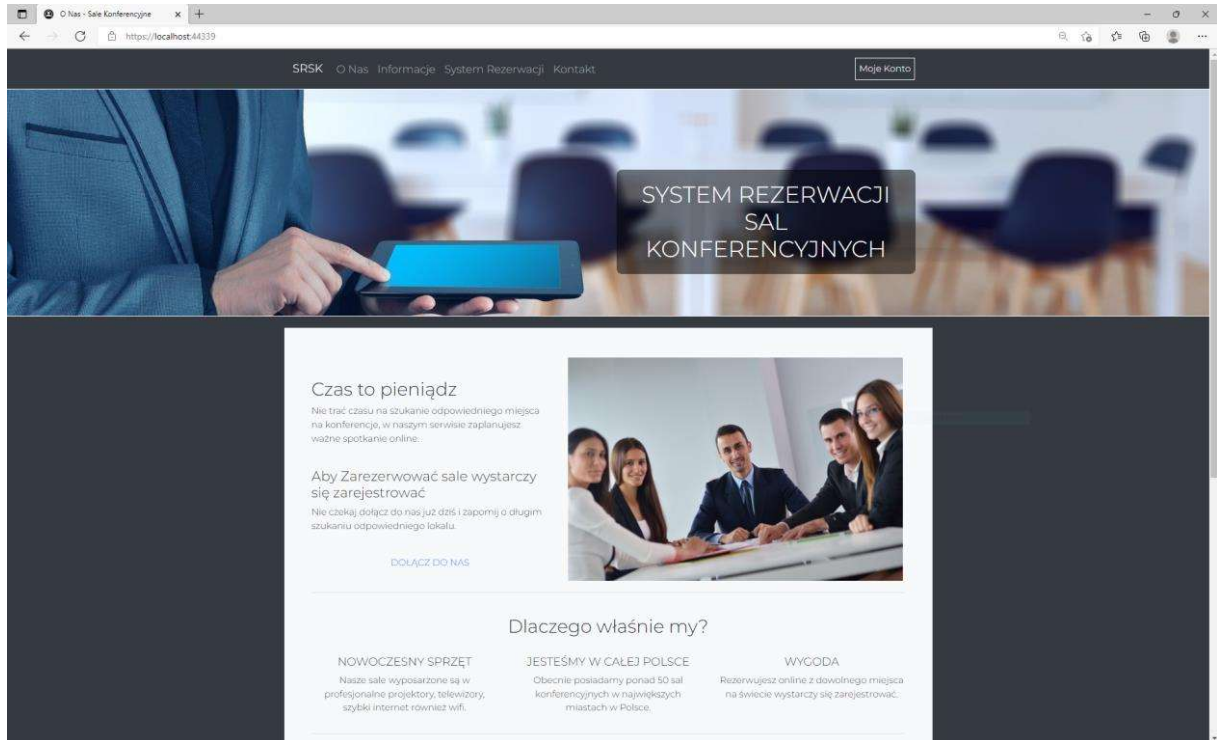 O Nas - Sale Konferencyjne
https://localhost:44339
SRSK O Nas Informacje System Rezerwacji Kontakt Moje Konto
SYSTEM REZERWACJI
SAL
KONFERENCYJNYCH
Czas to pieniądz
Nie trać czasu na szukanie odpowiedniego miejsca
na konferencje, w naszym serwisie zaplanujesz
ważne spotkanie online.
Aby Zarezerwować sale wystarczy
się zarejestrować
Nie czekaj dołącz do nas już dziś i zapomij o długim
szukaniu odpowiedniego lokalu.
DOŁĄCZ DO NAS
Dlaczego właśnie my?
NOWOCZESNY SPRZĘT
Nasze sale wyposarzone są w
profesjonalne projektory, telewizory,
szybki internet również wifi.
JESTEŚMY W CAŁEJ POLSCE
Obecnie posiadamy ponad 50 sal
konferencyjnych w największych
miastach w Polsce.
WYGODA
Rezerwujesz online z dowolnego miejsca
na świecie wystarczy się zarejestrować.